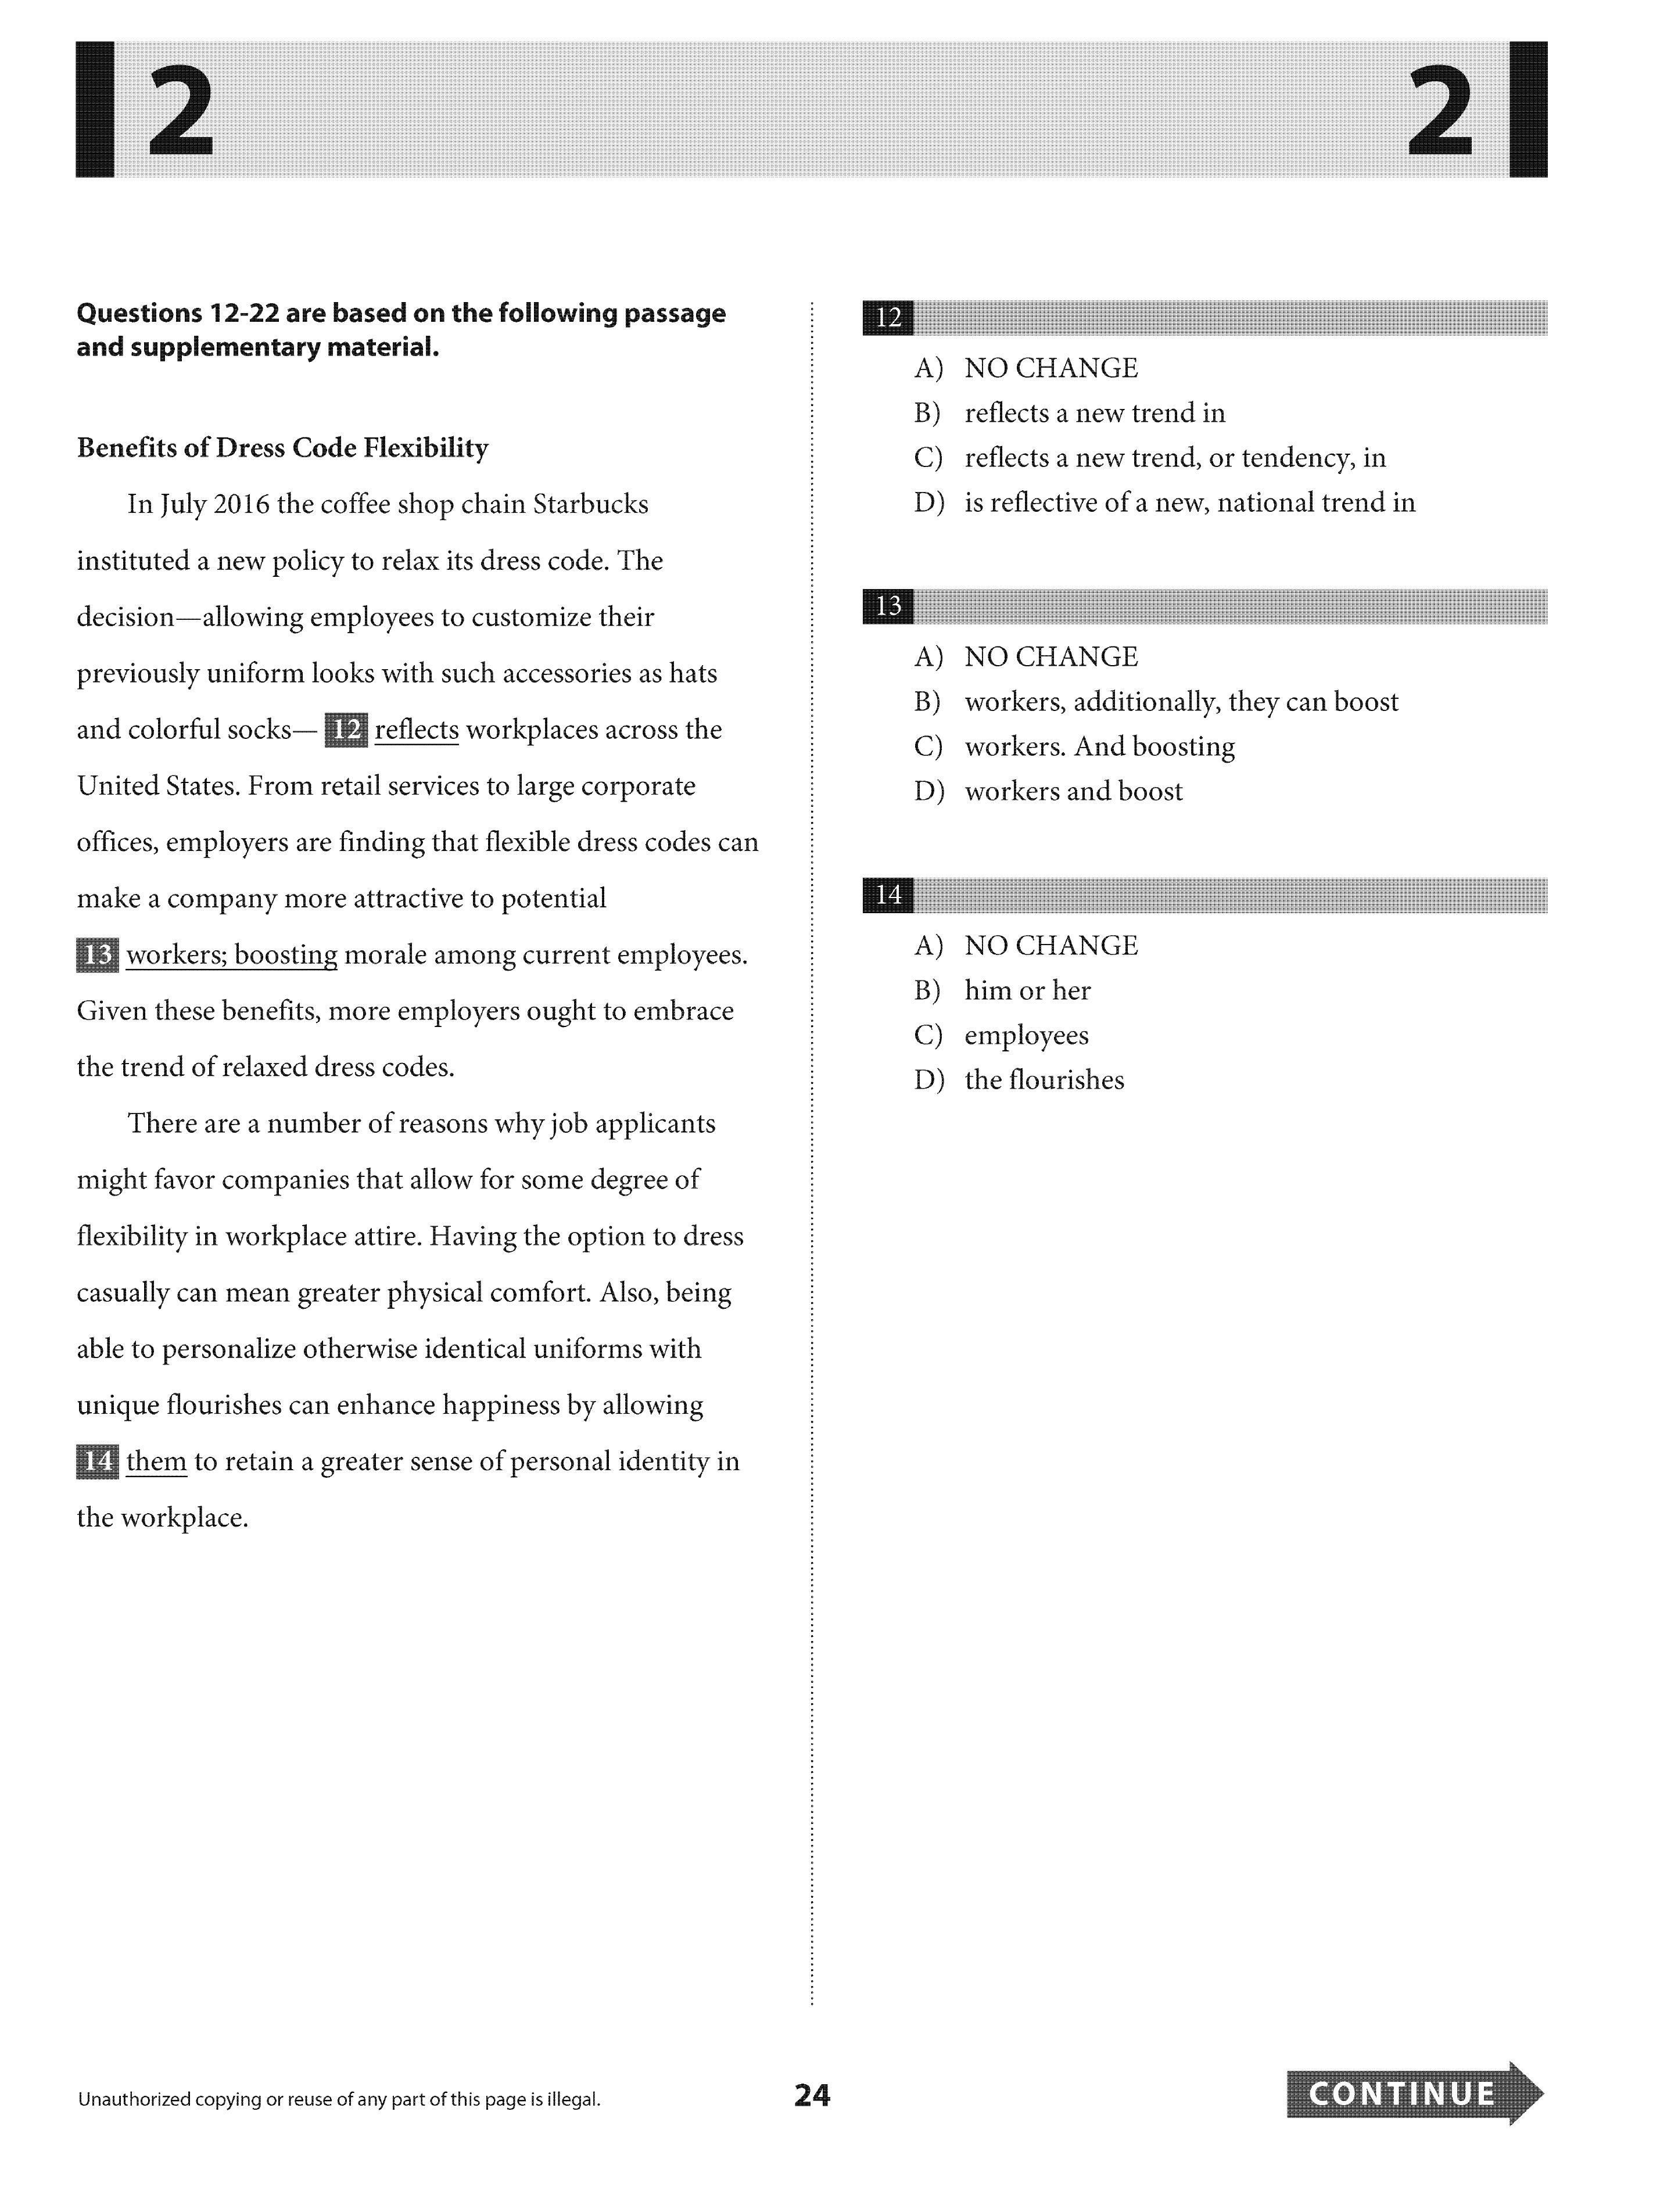 2 2
Questions 12-22 are based on the following passage
and supplementary material.
Benefits of Dress Code Flexibility
In July 2016 the coffee shop chain Starbucks
instituted a new policy to relax its dress code. The
decision—allowing employees to customize their
previously uniform looks with such accessories as hats
and colorful socks— 12 reflects workplaces across the
United States. From retail services to large corporate
offices, employers are finding that flexible dress codes can
make a company more attractive to potential
13 workers; boosting morale among current employees.
Given these benefits, more employers ought to embrace
the trend of relaxed dress codes.
There are a number of reasons why job applicants
might favor companies that allow for some degree of
flexibility in workplace attire. Having the option to dress
casually can mean greater physical comfort. Also, being
able to personalize otherwise identical uniforms with
unique flourishes can enhance happiness by allowing
14 them to retain a greater sense of personal identity in
the workplace.
12
A) NO CHANGE
B) reflects a new trend in
C) reflects a new trend, or tendency, in
D) is reflective of a new, national trend in
13
A) NO CHANGE
B) workers, additionally, they can boost
C) workers. And boosting
D) workers and boost
14
A) NO CHANGE
B) him or her
C) employees
D) the flourishes
Unauthorized copying or reuse of any part of this page is illegal.
24
CONTINUE